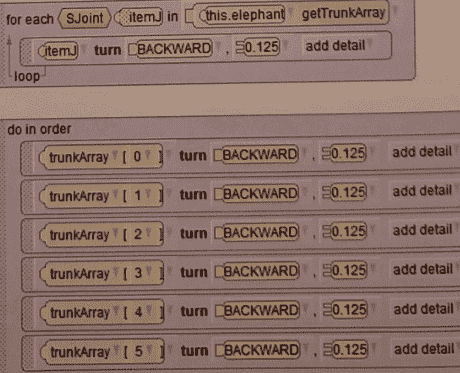 for each SJoint itemJ in this.elephant getTrunkArray
itemJ turn BACKWARD , 0.125 add detail
loop
do in order
trunkArray [ 0 ] turn BACKWARD , 0.125 add detail
trunkArray [ 1 ] turn BACKWARD , 0.125 add detail
trunkArray [ 2 ] turn BACKWARD , 0.125 add detail
trunkArray [ 3 ] turn BACKWARD , 0.125 add detail
trunkArray [ 4 ] turn BACKWARD , 0.125 add detail
trunkArray [ 5 ] turn BACKWARD , 0.125 add detail